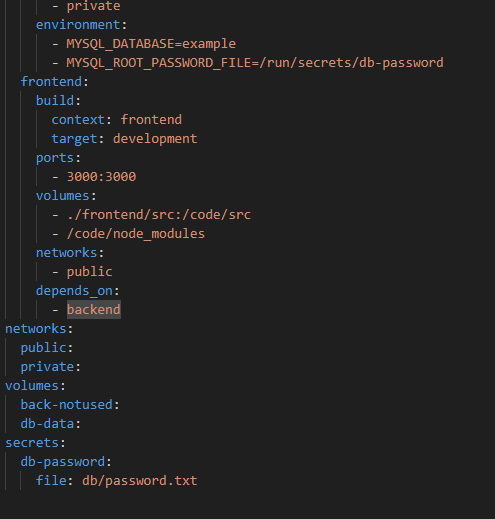 - private
environment:
- MYSQL_DATABASE=example
- MYSQL_ROOT_PASSWORD_FILE=/run/secrets/db-password
frontend:
build:
context: frontend
target: development
ports:
- 3000:3000
volumes:
- ./frontend/src:/code/src
- /code/node_modules
networks:
- public
depends_on:
- backend
networks:
public:
private:
volumes:
back-notused:
db-data:
secrets:
db-password:
file: db/password.txt